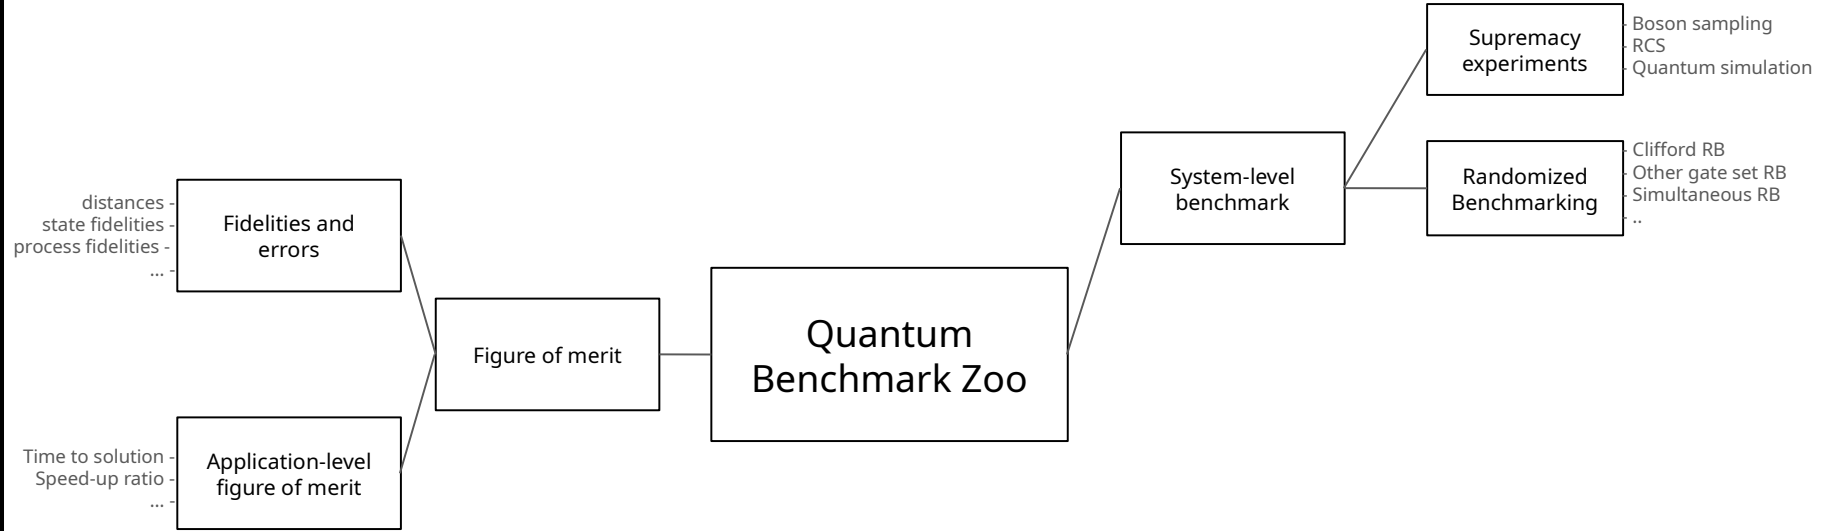 distances -
state fidelities -
process fidelities -
... -
Fidelities and
errors
Time to solution -
Speed-up ratio -
... -
Application-level
figure of merit
Figure of merit
Quantum
Benchmark Zoo
System-level
benchmark
Supremacy
experiments
- Boson sampling
- RCS
- Quantum simulation
Randomized
Benchmarking
- Clifford RB
- Other gate set RB
- Simultaneous RB
- ..